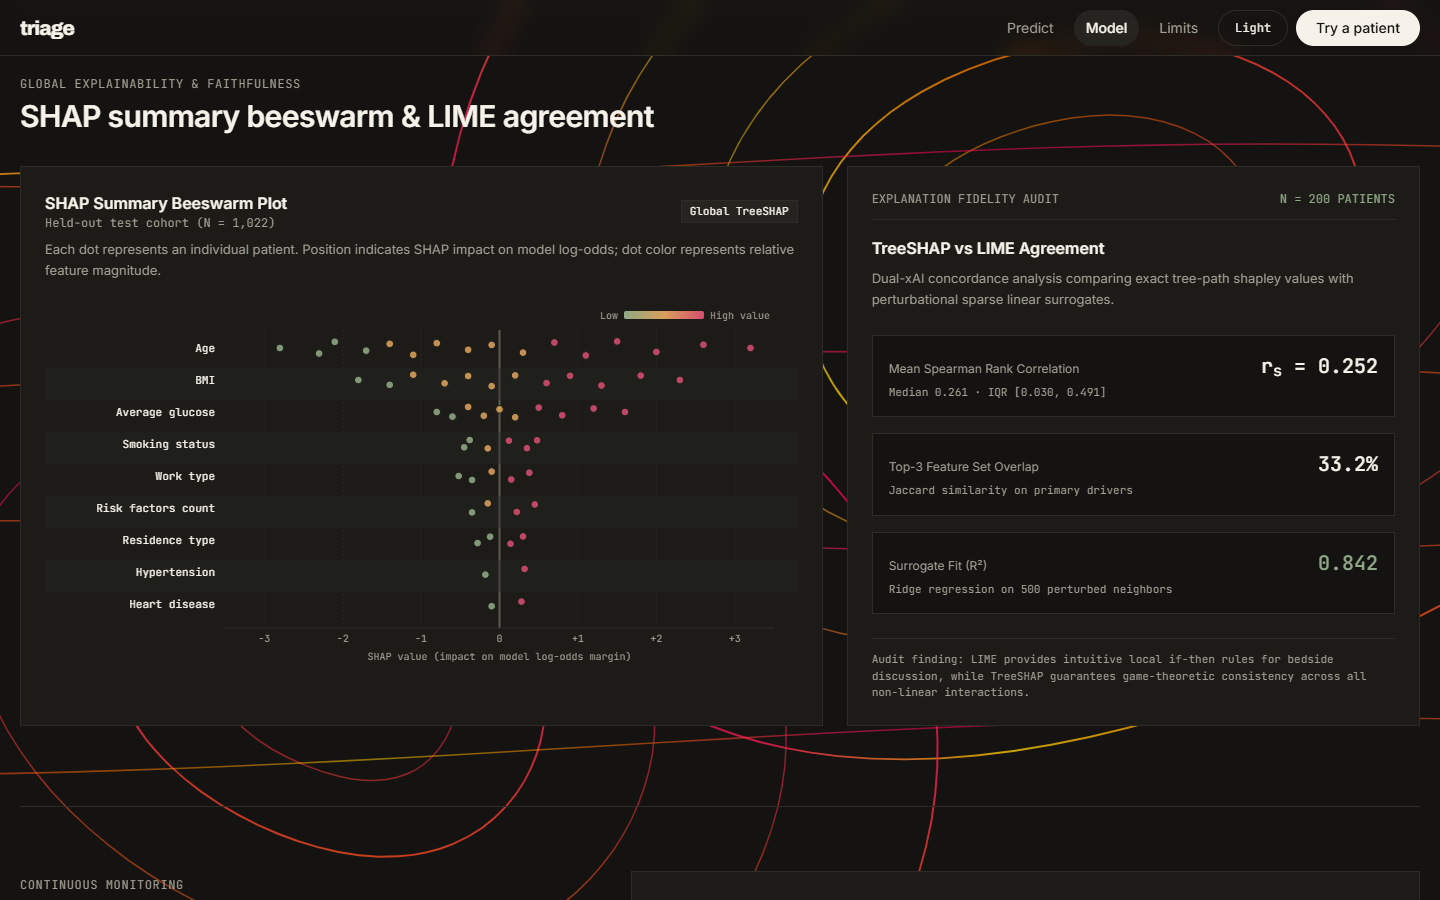 triage
Predict
Model
Limits
Light
Try a patient
GLOBAL EXPLAINABILITY & FAITHFULNESS
SHAP summary beeswarm & LIME agreement
SHAP Summary Beeswarm Plot
Held-out test cohort (N = 1,022)
Global TreeSHAP
Each dot represents an individual patient. Position indicates SHAP impact on model log-odds; dot color represents relative
feature magnitude.
Low
High value
Age
BMI
Average glucose
Smoking status
Work type
Risk factors count
Residence type
Hypertension
Heart disease
-3 -2 -1 0 +1 +2 +3
SHAP value (impact on model log-odds margin)
EXPLANATION FIDELITY AUDIT
N = 200 PATIENTS
TreeSHAP vs LIME Agreement
Dual-xAI concordance analysis comparing exact tree-path shapley values with
perturbational sparse linear surrogates.
Mean Spearman Rank Correlation
rₛ = 0.252
Median 0.261 · IQR [0.030, 0.491]
Top-3 Feature Set Overlap
33.2%
Jaccard similarity on primary drivers
Surrogate Fit (R²)
0.842
Ridge regression on 500 perturbed neighbors
Audit finding: LIME provides intuitive local if-then rules for bedside
discussion, while TreeSHAP guarantees game-theoretic consistency across all
non-linear interactions.
CONTINUOUS MONITORING